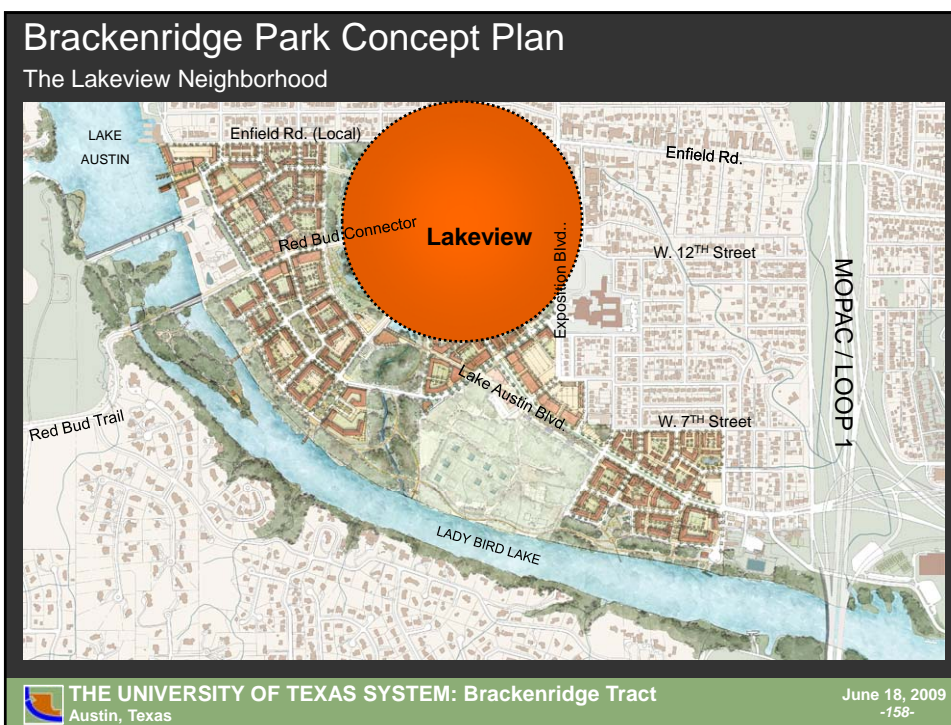 Brackenridge Park Concept Plan
The Lakeview Neighborhood
LAKE
AUSTIN
Enfield Rd. (Local)
Enfield Rd.
Red Bud Connector
Lakeview
Exposition Blvd..
W. 12TH Street
MOPAC / LOOP 1
Lake Austin Blvd.
W. 7TH Street
Red Bud Trail
LADY BIRD LAKE
THE UNIVERSITY OF TEXAS SYSTEM: Brackenridge Tract
Austin, Texas
June 18, 2009
-158-